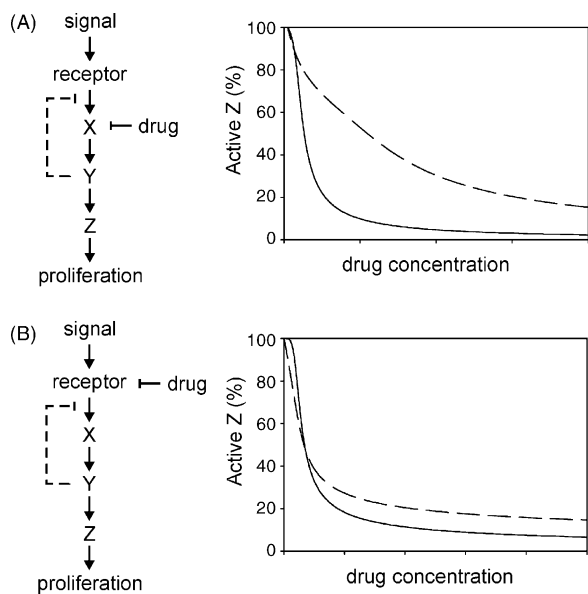 (A)
signal
receptor
X
drug
Y
Z
proliferation
Active Z (%)
100
80
60
40
20
0
drug concentration
(B)
signal
receptor
drug
X
Y
Z
proliferation
Active Z (%)
100
80
60
40
20
0
drug concentration